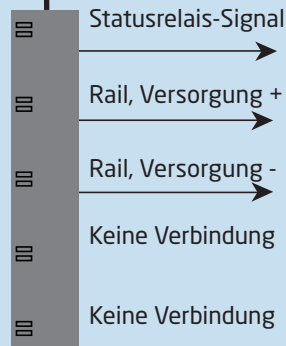 Statusrelais-Signal
Rail, Versorgung +
Rail, Versorgung -
Keine Verbindung
Keine Verbindung